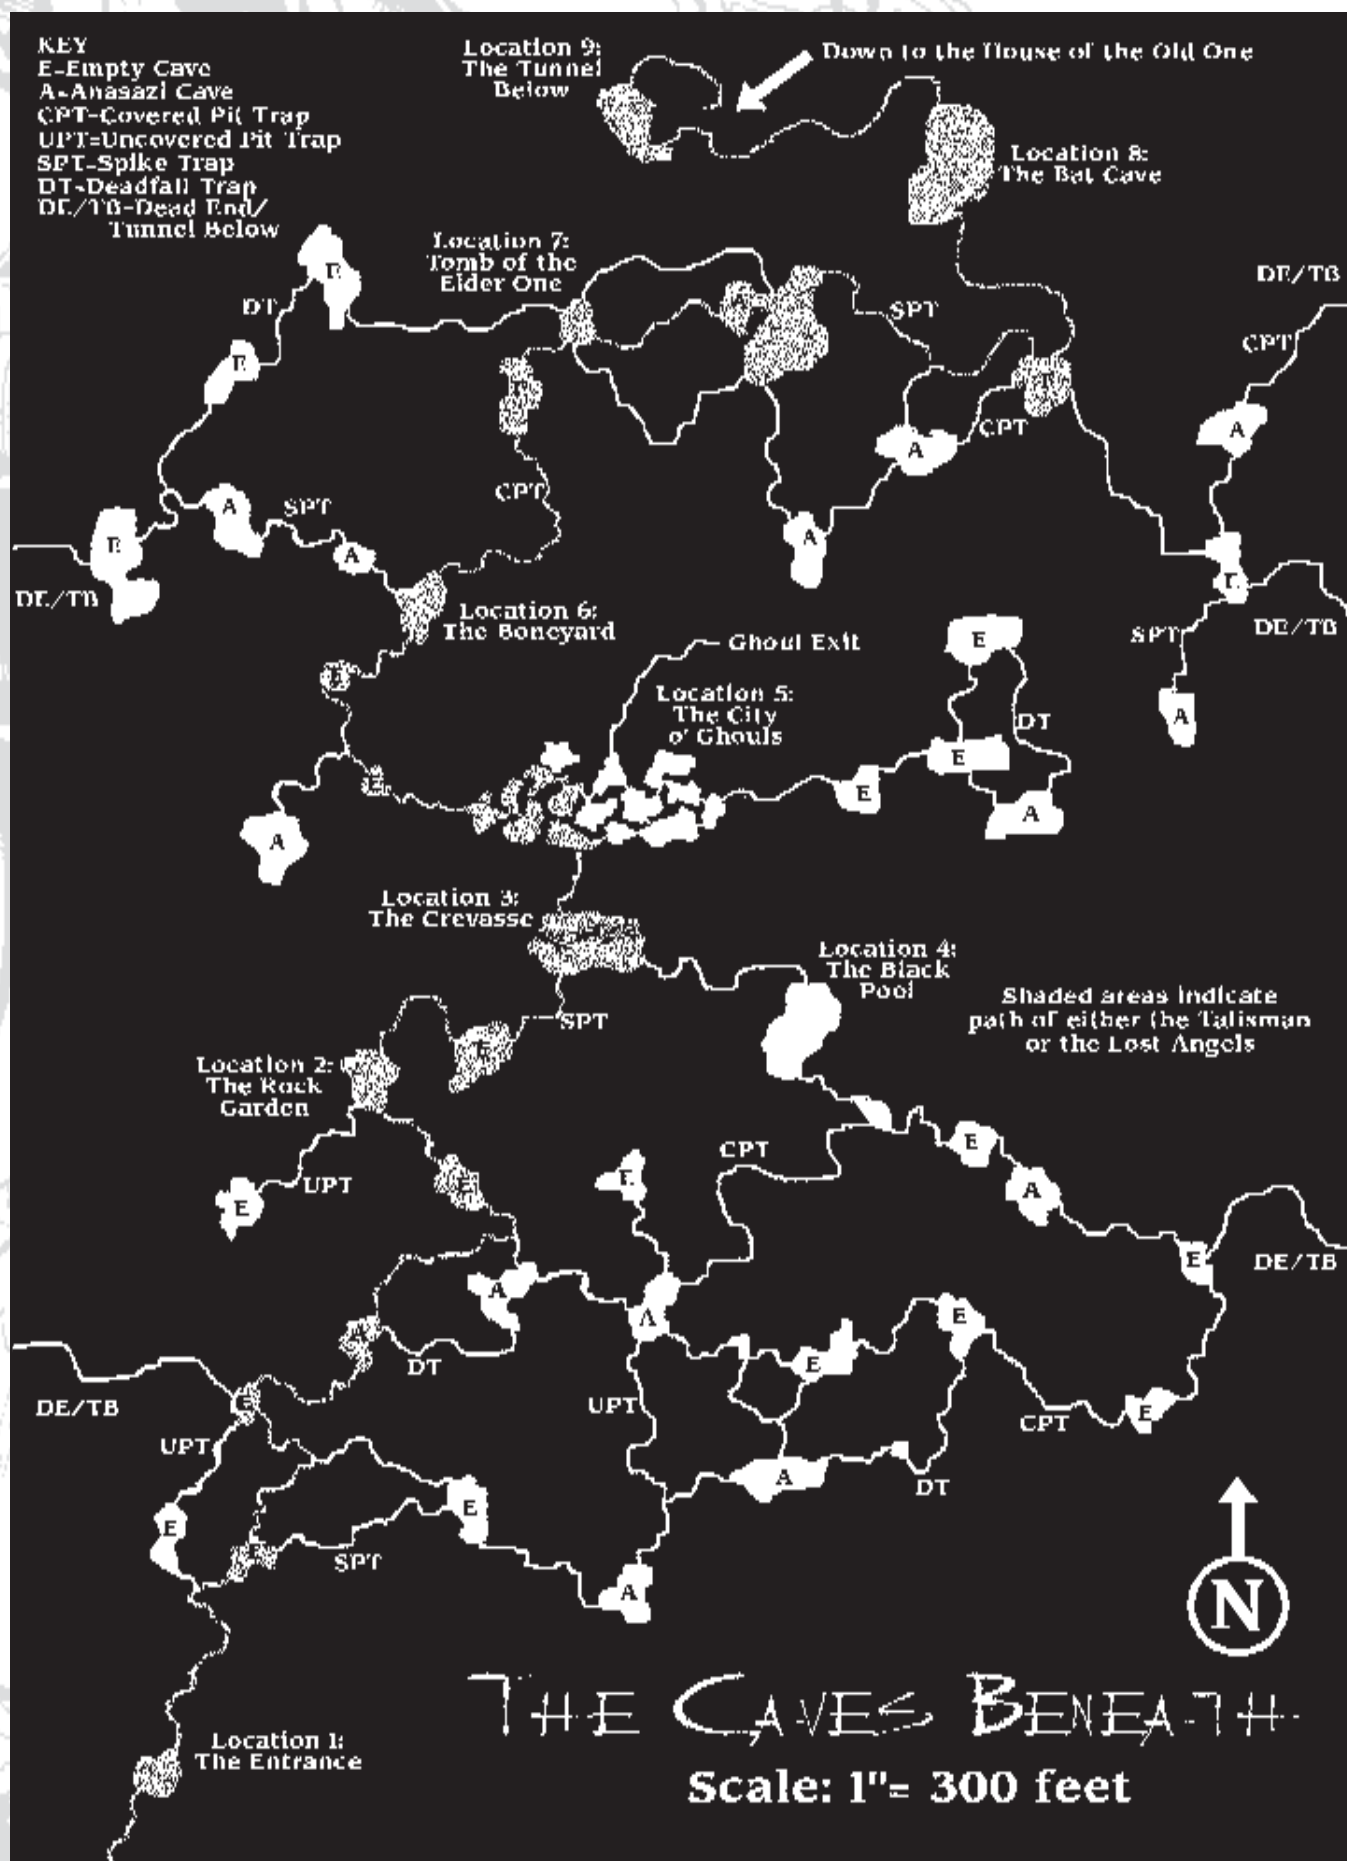 KEY
E-Empty Cave
A-Anasazi Cave
CPT-Covered Pit Trap
UPT=Uncovered Pit Trap
SPT-Spike Trap
DT-Deadfall Trap
DE/TB-Dead End/
Tunnel Below
Location 9:
The Tunnel
Below
Down to the House of the Old One
Location 8:
The Bat Cave
Location 7:
Tomb of the
Elder One
E
DT
E
A
SPT
DE/TB
CPT
A
CPT
A
CPT
A
SPT
A
E
DE/TB
A
E
DE/TB
SPT
A
Location 6:
The Boneyard
Ghoul Exit
E
DT
Location 5:
The City
o' Ghouls
E
E
A
A
Location 3:
The Crevasse
Location 4:
The Black
Pool
Shaded areas indicate
path of either the Talisman
or the Lost Angels
SPT
E
Location 2:
The Rock
Garden
UPT
E
E
E
CPT
E
A
E
DE/TB
A
A
A
DT
E
E
UPT
CPT
E
DE/TB
E
UPT
A
DT
E
E
SPT
A
N
THE CAVES BENEATH
Scale: 1"= 300 feet
Location 1:
The Entrance